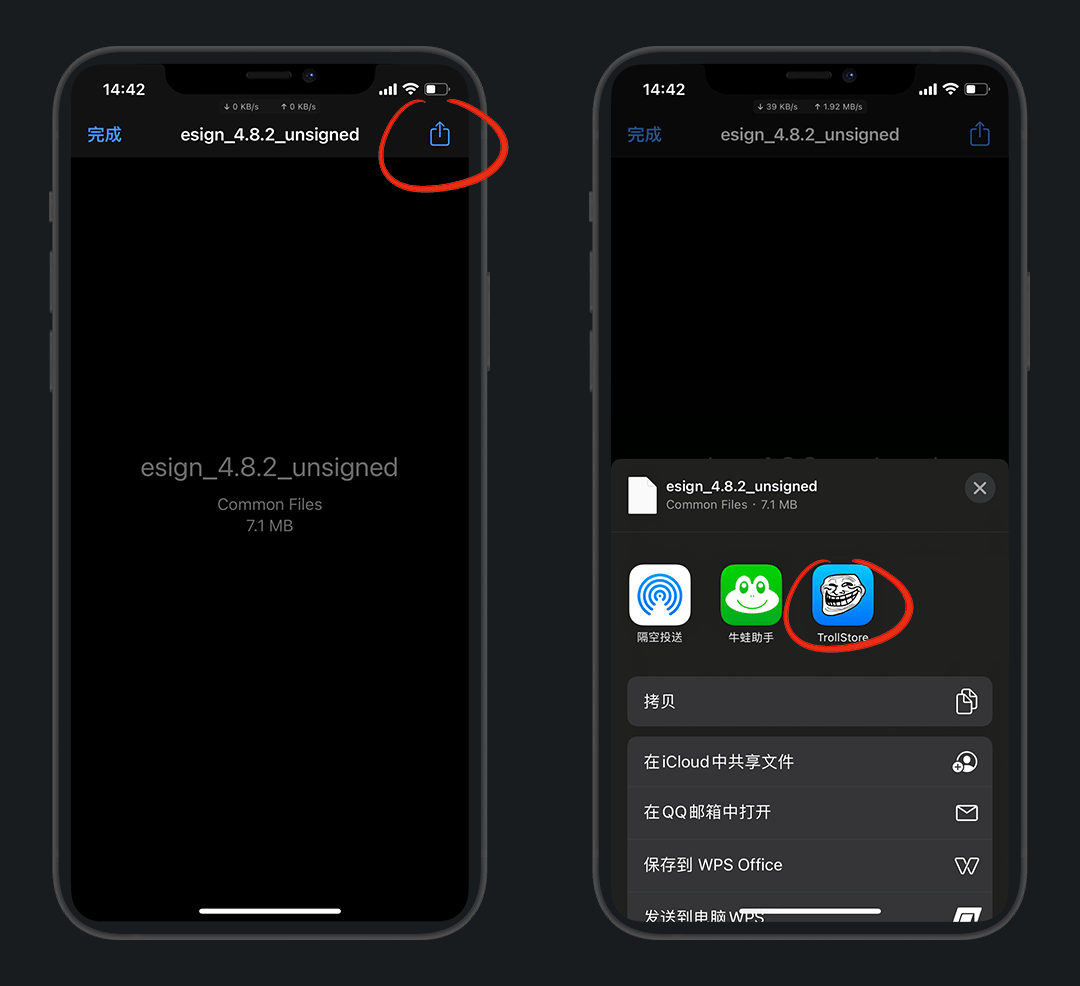 14:42
↓ 0 KB/s ↑ 0 KB/s
完成 esign_4.8.2_unsigned
esign_4.8.2_unsigned
Common Files
7.1 MB
14:42
↓ 39 KB/s ↑ 1.92 MB/s
完成 esign_4.8.2_unsigned
esign_4.8.2_unsigned
Common Files · 7.1 MB
隔空投送 牛蛙助手 TrollStore
拷贝
在iCloud中共享文件
在QQ邮箱中打开
保存到 WPS Office
发送到电脑WPS